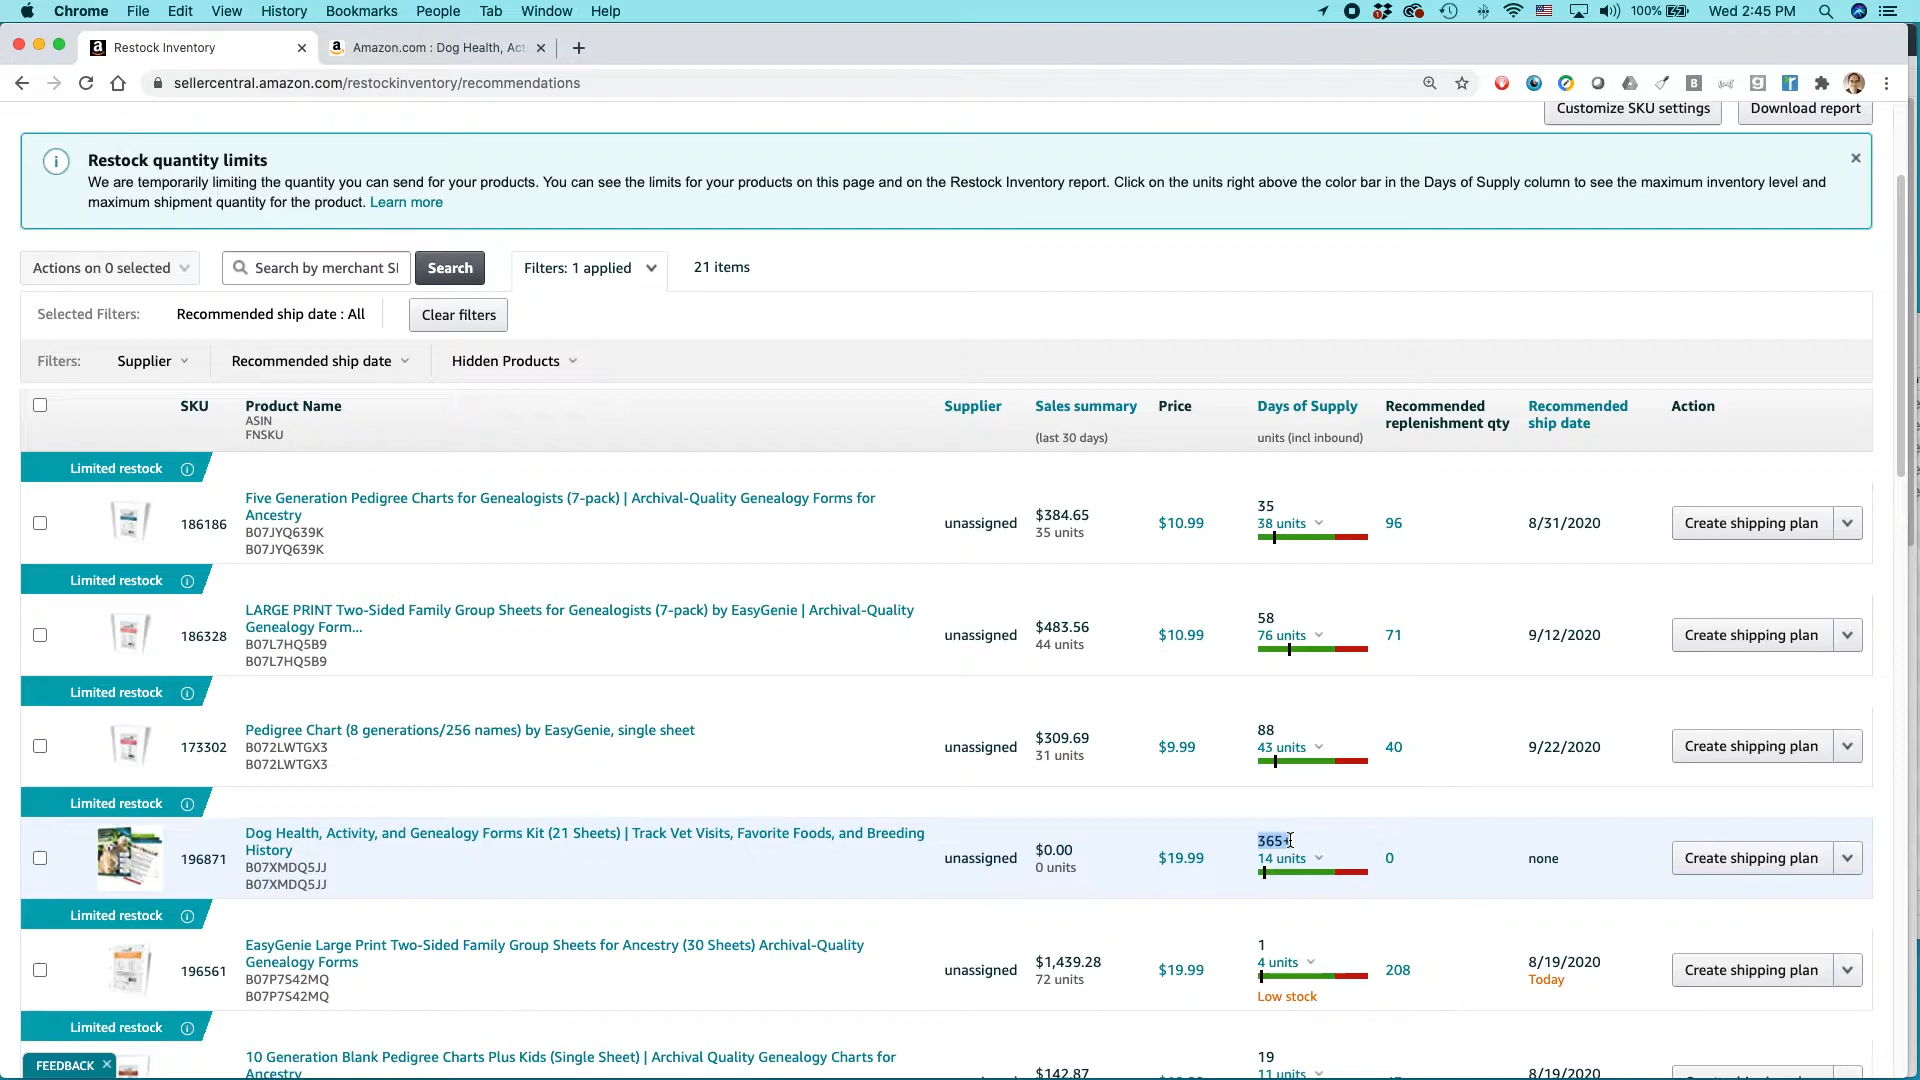 Chrome File Edit View History Bookmarks People Tab Window Help 100% Wed 2:45 PM
Restock Inventory
Amazon.com : Dog Health, Act
sellercentral.amazon.com/restockinventory/recommendations
Customize SKU settings
Download report
Restock quantity limits
We are temporarily limiting the quantity you can send for your products. You can see the limits for your products on this page and on the Restock Inventory report. Click on the units right above the color bar in the Days of Supply column to see the maximum inventory level and
maximum shipment quantity for the product. Learn more
Actions on 0 selected
Search by merchant SI
Search
Filters: 1 applied
21 items
Selected Filters: Recommended ship date : All
Clear filters
Filters: Supplier Recommended ship date Hidden Products
SKU
Product Name
ASIN
FNSKU
Supplier
Sales summary
(last 30 days)
Price
Days of Supply
units (incl inbound)
Recommended
replenishment qty
Recommended
ship date
Action
Limited restock
186186
Five Generation Pedigree Charts for Genealogists (7-pack) | Archival-Quality Genealogy Forms for
Ancestry
B07JYQ639K
B07JYQ639K
unassigned
$384.65
35 units
$10.99
35
38 units
96
8/31/2020
Create shipping plan
Limited restock
186328
LARGE PRINT Two-Sided Family Group Sheets for Genealogists (7-pack) by EasyGenie | Archival-Quality
Genealogy Form...
B07L7HQ5B9
B07L7HQ5B9
unassigned
$483.56
44 units
$10.99
58
76 units
71
9/12/2020
Create shipping plan
Limited restock
173302
Pedigree Chart (8 generations/256 names) by EasyGenie, single sheet
B072LWTGX3
B072LWTGX3
unassigned
$309.69
31 units
$9.99
88
43 units
40
9/22/2020
Create shipping plan
Limited restock
196871
Dog Health, Activity, and Genealogy Forms Kit (21 Sheets) | Track Vet Visits, Favorite Foods, and Breeding
History
B07XMDQ5JJ
B07XMDQ5JJ
unassigned
$0.00
0 units
$19.99
365+
14 units
0
none
Create shipping plan
Limited restock
196561
EasyGenie Large Print Two-Sided Family Group Sheets for Ancestry (30 Sheets) Archival-Quality
Genealogy Forms
B07P7S42MQ
B07P7S42MQ
unassigned
$1,439.28
72 units
$19.99
1
4 units
Low stock
208
8/19/2020
Today
Create shipping plan
Limited restock
10 Generation Blank Pedigree Charts Plus Kids (Single Sheet) | Archival Quality Genealogy Charts for
Ancestry
$142.87
19
11 units
8/19/2020
Create shipping plan
FEEDBACK